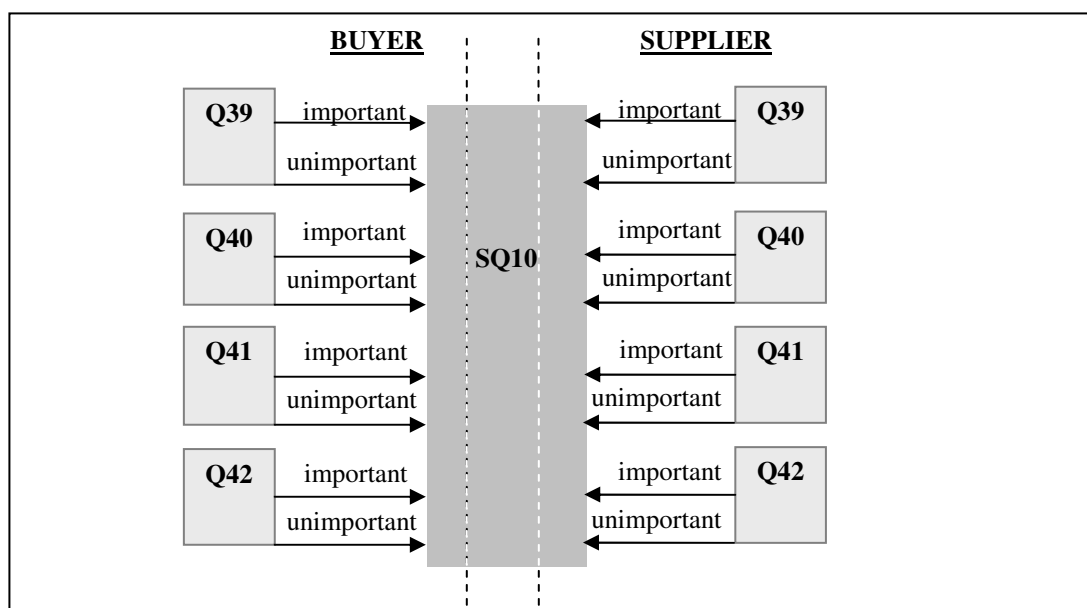 BUYER SUPPLIER
Q39 important important Q39
unimportant unimportant
Q40 important important Q40
unimportant SQ10 unimportant
Q41 important important Q41
unimportant unimportant
Q42 important important Q42
unimportant unimportant